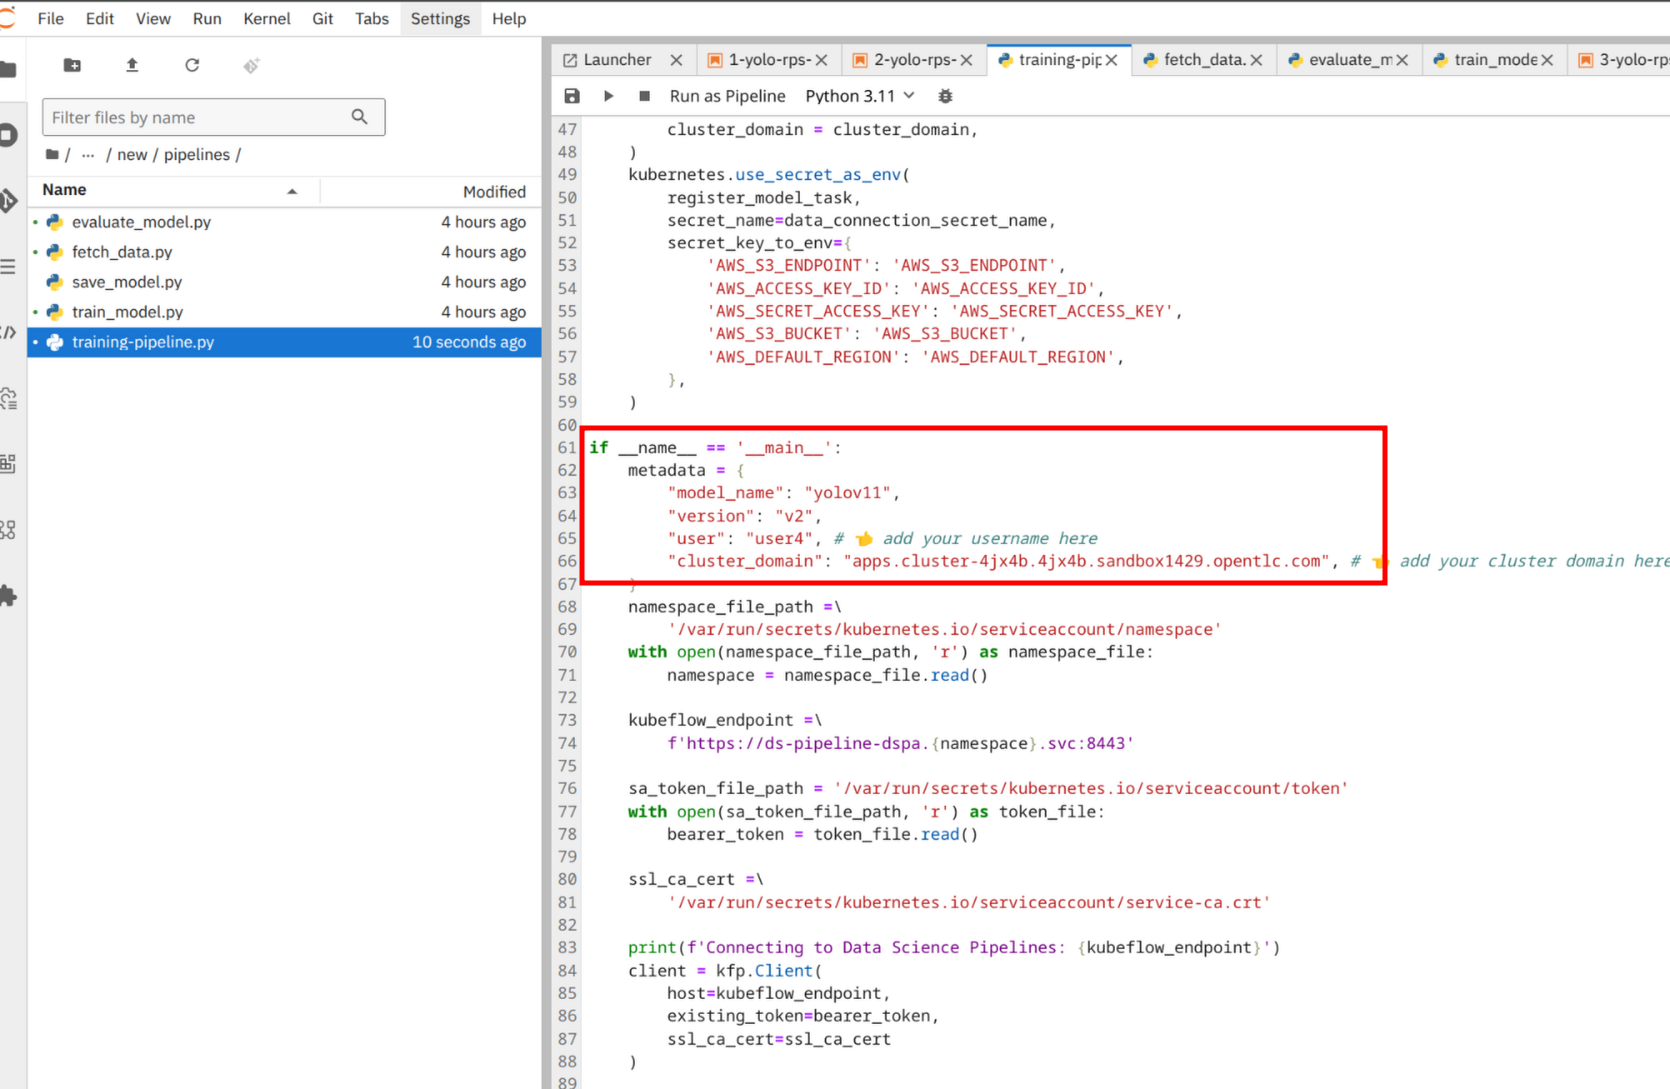 File Edit View Run Kernel Git Tabs Settings Help
Launcher 1-yolo-rps- 2-yolo-rps- training-pip fetch_data. evaluate_m train_mode 3-yolo-rps
Run as Pipeline Python 3.11
Filter files by name
/ ... / new / pipelines /
Name Modified
evaluate_model.py 4 hours ago
fetch_data.py 4 hours ago
save_model.py 4 hours ago
train_model.py 4 hours ago
training-pipeline.py 10 seconds ago
47 cluster_domain = cluster_domain,
48 )
49 kubernetes.use_secret_as_env(
50 register_model_task,
51 secret_name=data_connection_secret_name,
52 secret_key_to_env={
53 'AWS_S3_ENDPOINT': 'AWS_S3_ENDPOINT',
54 'AWS_ACCESS_KEY_ID': 'AWS_ACCESS_KEY_ID',
55 'AWS_SECRET_ACCESS_KEY': 'AWS_SECRET_ACCESS_KEY',
56 'AWS_S3_BUCKET': 'AWS_S3_BUCKET',
57 'AWS_DEFAULT_REGION': 'AWS_DEFAULT_REGION',
58 },
59 )
60
61 if __name__ == '__main__':
62 metadata = {
63 "model_name": "yolov11",
64 "version": "v2",
65 "user": "user4", # 👈 add your username here
66 "cluster_domain": "apps.cluster-4jx4b.4jx4b.sandbox1429.opentlc.com", # 👈 add your cluster domain here
67 }
68 namespace_file_path =\
69 '/var/run/secrets/kubernetes.io/serviceaccount/namespace'
70 with open(namespace_file_path, 'r') as namespace_file:
71 namespace = namespace_file.read()
72
73 kubeflow_endpoint =\
74 f'https://ds-pipeline-dspa.{namespace}.svc:8443'
75
76 sa_token_file_path = '/var/run/secrets/kubernetes.io/serviceaccount/token'
77 with open(sa_token_file_path, 'r') as token_file:
78 bearer_token = token_file.read()
79
80 ssl_ca_cert =\
81 '/var/run/secrets/kubernetes.io/serviceaccount/service-ca.crt'
82
83 print(f'Connecting to Data Science Pipelines: {kubeflow_endpoint}')
84 client = kfp.Client(
85 host=kubeflow_endpoint,
86 existing_token=bearer_token,
87 ssl_ca_cert=ssl_ca_cert
88 )
89